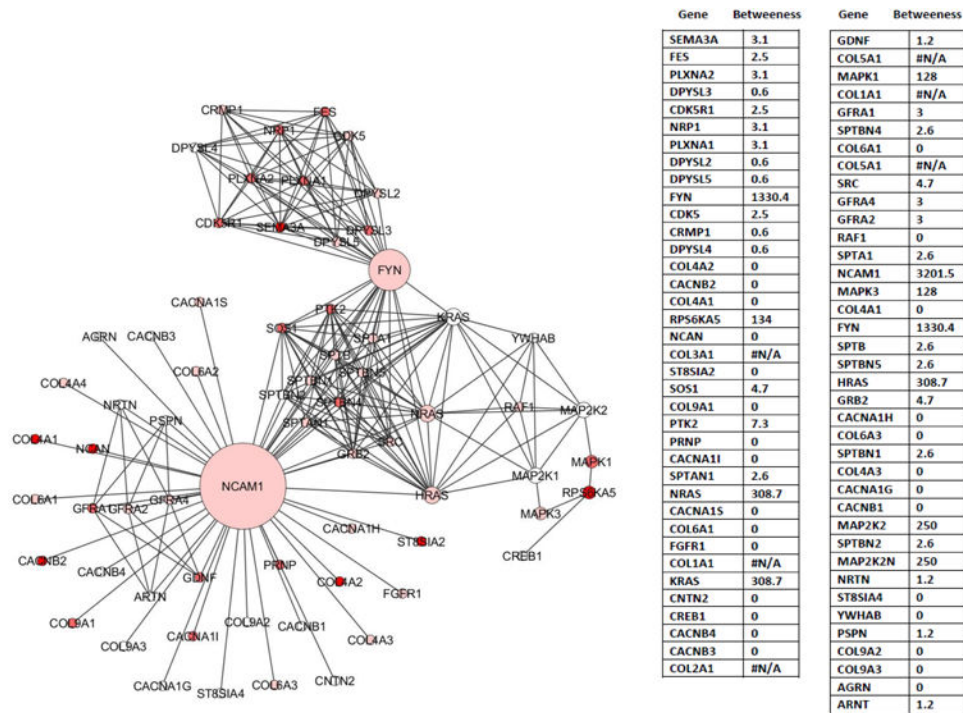 CRMP1
FES
NRP1
CDK5
DPYSL4
PLXNA2
PLXNA1
DPYSL2
CDK5R1
SEMA3A
DPYSL3
DPYSL5
FYN
CACNA1S
PTK2
KRAS
SOS1
AGRN
CACNB3
SPTA1
YWHAB
SPTB
COL6A2
SPTBN5
COL4A4
SPTBN1
NRTN
SPTBN2
SPTBN4
RAF1
MAP2K2
PSPN
NRAS
SPTAN1
COL4A1
NCAN
SRC
GRB2
MAPK1
MAP2K1
NCAM1
RPS6KA5
COL6A1
GFRA4
HRAS
GFRA1
GFRA2
MAPK3
CACNA1H
ST8SIA2
CREB1
CACNB2
PRNP
CACNB4
GDNF
COL4A2
FGFR1
ARTN
COL9A1
COL9A2
CACNB1
CACNA1I
COL4A3
COL9A3
CACNA1G
COL6A3
CNTN2
ST8SIA4
Gene Betweeness
SEMA3A 3.1
FES 2.5
PLXNA2 3.1
DPYSL3 0.6
CDK5R1 2.5
NRP1 3.1
PLXNA1 3.1
DPYSL2 0.6
DPYSL5 0.6
FYN 1330.4
CDK5 2.5
CRMP1 0.6
DPYSL4 0.6
COL4A2 0
CACNB2 0
COL4A1 0
RPS6KA5 134
NCAN 0
COL3A1 #N/A
ST8SIA2 0
SOS1 4.7
COL9A1 0
PTK2 7.3
PRNP 0
CACNA1I 0
SPTAN1 2.6
NRAS 308.7
CACNA1S 0
COL6A1 0
FGFR1 0
COL1A1 #N/A
KRAS 308.7
CNTN2 0
CREB1 0
CACNB4 0
CACNB3 0
COL2A1 #N/A
Gene Betweeness
GDNF 1.2
COL5A1 #N/A
MAPK1 128
COL1A1 #N/A
GFRA1 3
SPTBN4 2.6
COL6A1 0
COL5A1 #N/A
SRC 4.7
GFRA4 3
GFRA2 3
RAF1 0
SPTA1 2.6
NCAM1 3201.5
MAPK3 128
COL4A1 0
FYN 1330.4
SPTB 2.6
SPTBN5 2.6
HRAS 308.7
GRB2 4.7
CACNA1H 0
COL6A3 0
SPTBN1 2.6
COL4A3 0
CACNA1G 0
CACNB1 0
MAP2K2 250
SPTBN2 2.6
MAP2K2N 250
NRTN 1.2
ST8SIA4 0
YWHAB 0
PSPN 1.2
COL9A2 0
COL9A3 0
AGRN 0
ARNT 1.2